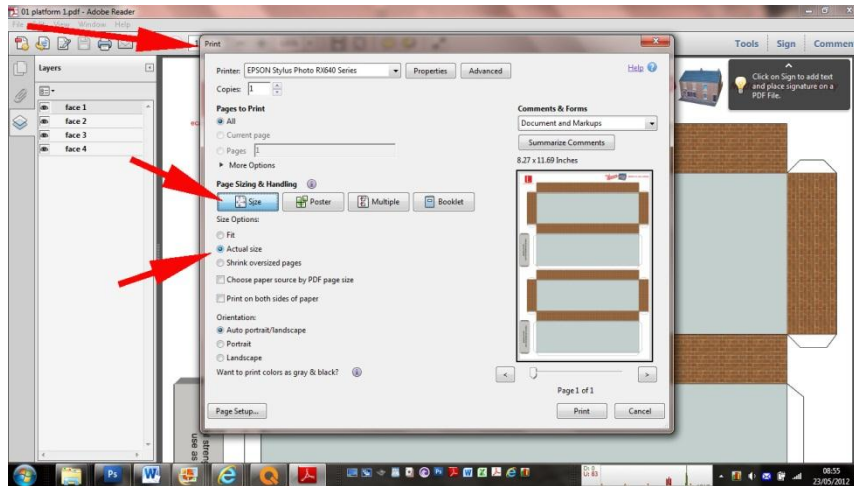 01 platform 1.pdf - Adobe Reader
File Edit View Window Help
Tools Sign Comment
Layers
face 1
face 2
face 3
face 4
Print
Printer: EPSON Stylus Photo RX640 Series Properties Advanced Help
Copies: 1
Pages to Print
All
Current page
Pages 1
More Options
Page Sizing & Handling
Size Poster Multiple Booklet
Size Options:
Fit
Actual size
Shrink oversized pages
Choose paper source by PDF page size
Print on both sides of paper
Orientation:
Auto portrait/landscape
Portrait
Landscape
Want to print colors as gray & black?
Comments & Forms
Document and Markups
Summarize Comments
8.27 x 11.69 Inches
< >
Page 1 of 1
Page Setup... Print Cancel
Click on Sign to add text
and place signature on a
PDF File.
Ps W
08:55
23/05/2012